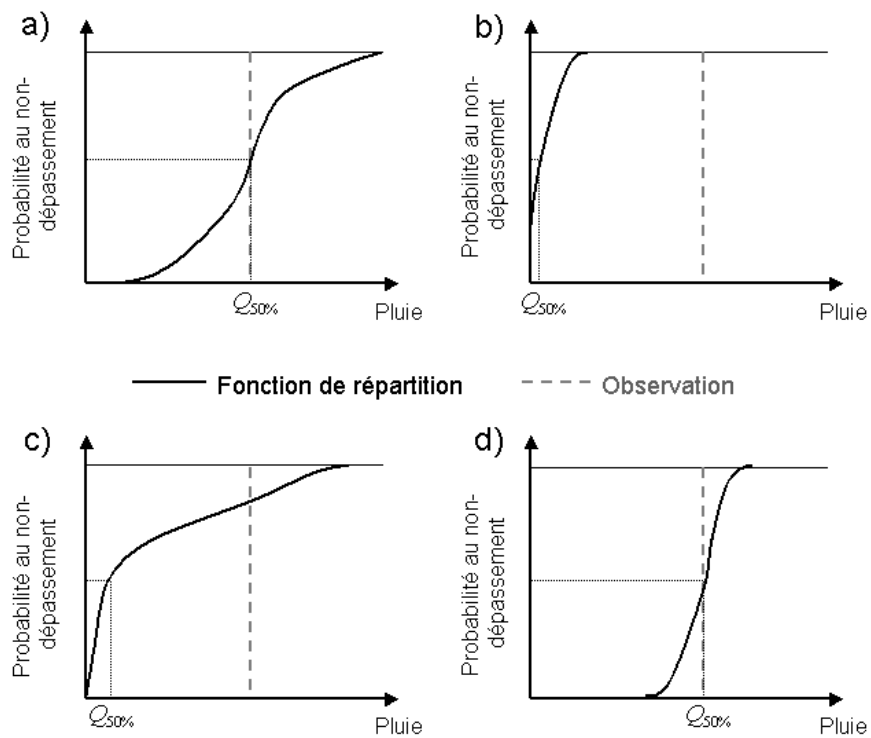 a)
Probabilité au non-
dépassement
Q50%
Pluie
b)
Probabilité au non-
dépassement
Q50%
Pluie
Fonction de répartition
Observation
c)
Probabilité au non-
dépassement
Q50%
Pluie
d)
Probabilité au non-
dépassement
Q50%
Pluie